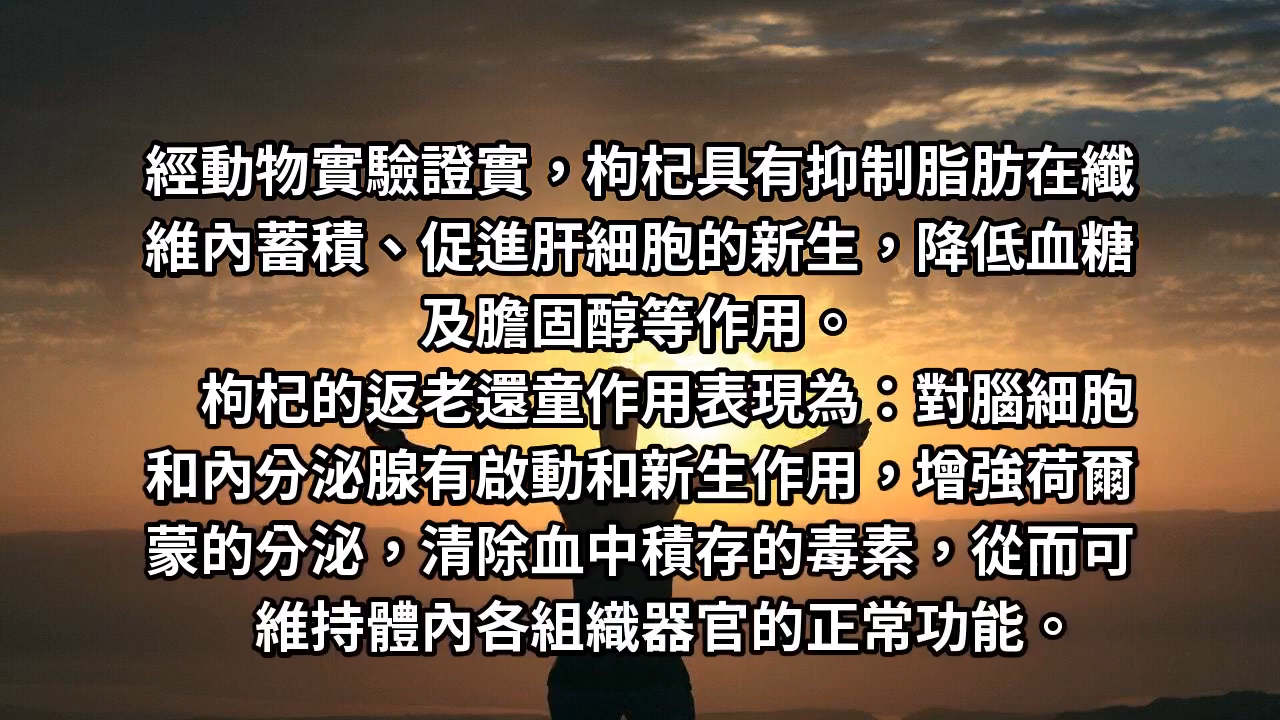 經動物實驗證實，枸杞具有抑制脂肪在纖
維內蓄積、促進肝細胞的新生，降低血糖
及膽固醇等作用。
枸杞的返老還童作用表現為：對腦細胞
和內分泌腺有啟動和新生作用，增強荷爾
蒙的分泌，清除血中積存的毒素，從而可
維持體內各組織器官的正常功能。